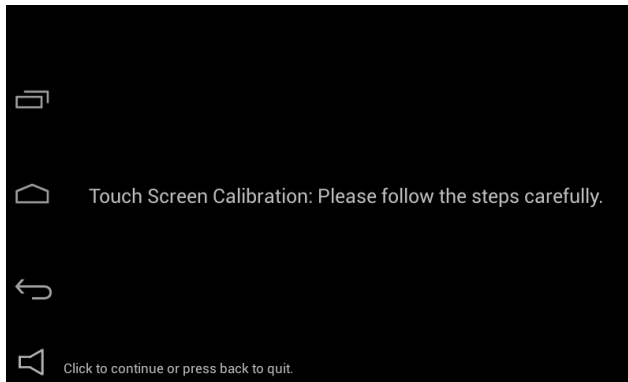 Touch Screen Calibration: Please follow the steps carefully.
Click to continue or press back to quit.